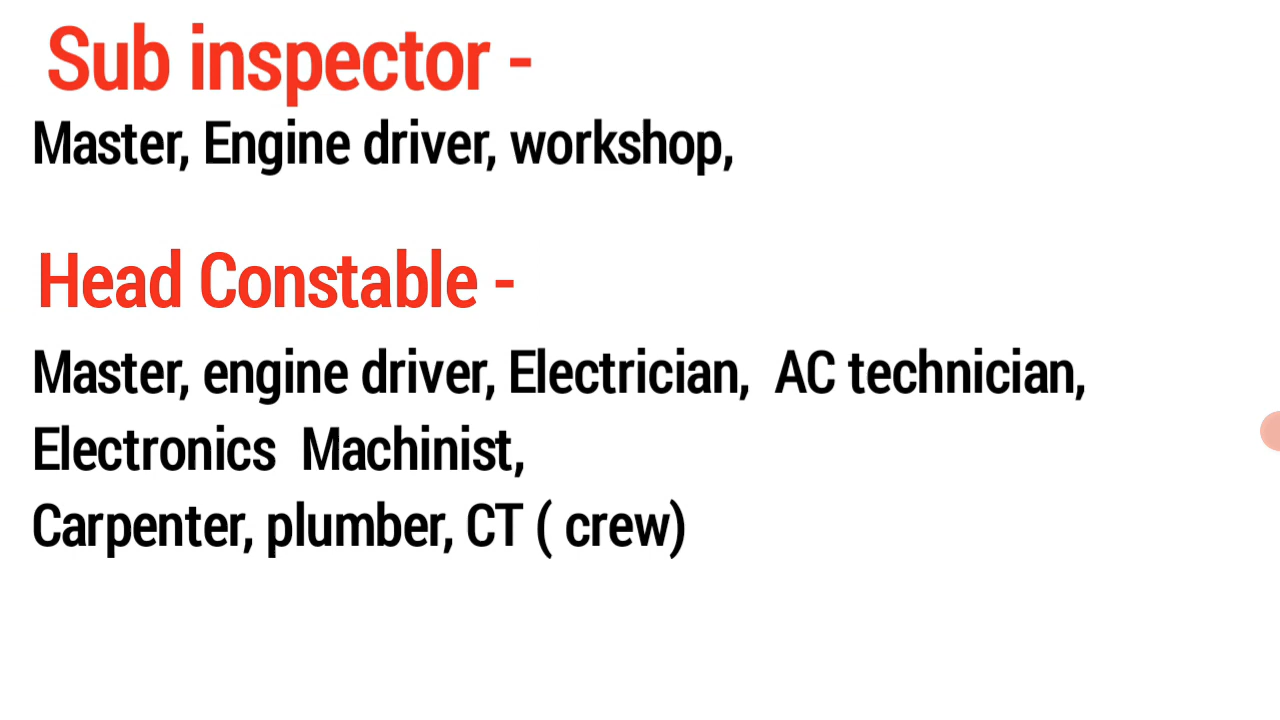 Sub inspector -
Master, Engine driver, workshop,
Head Constable -
Master, engine driver, Electrician, AC technician,
Electronics Machinist,
Carpenter, plumber, CT ( crew)